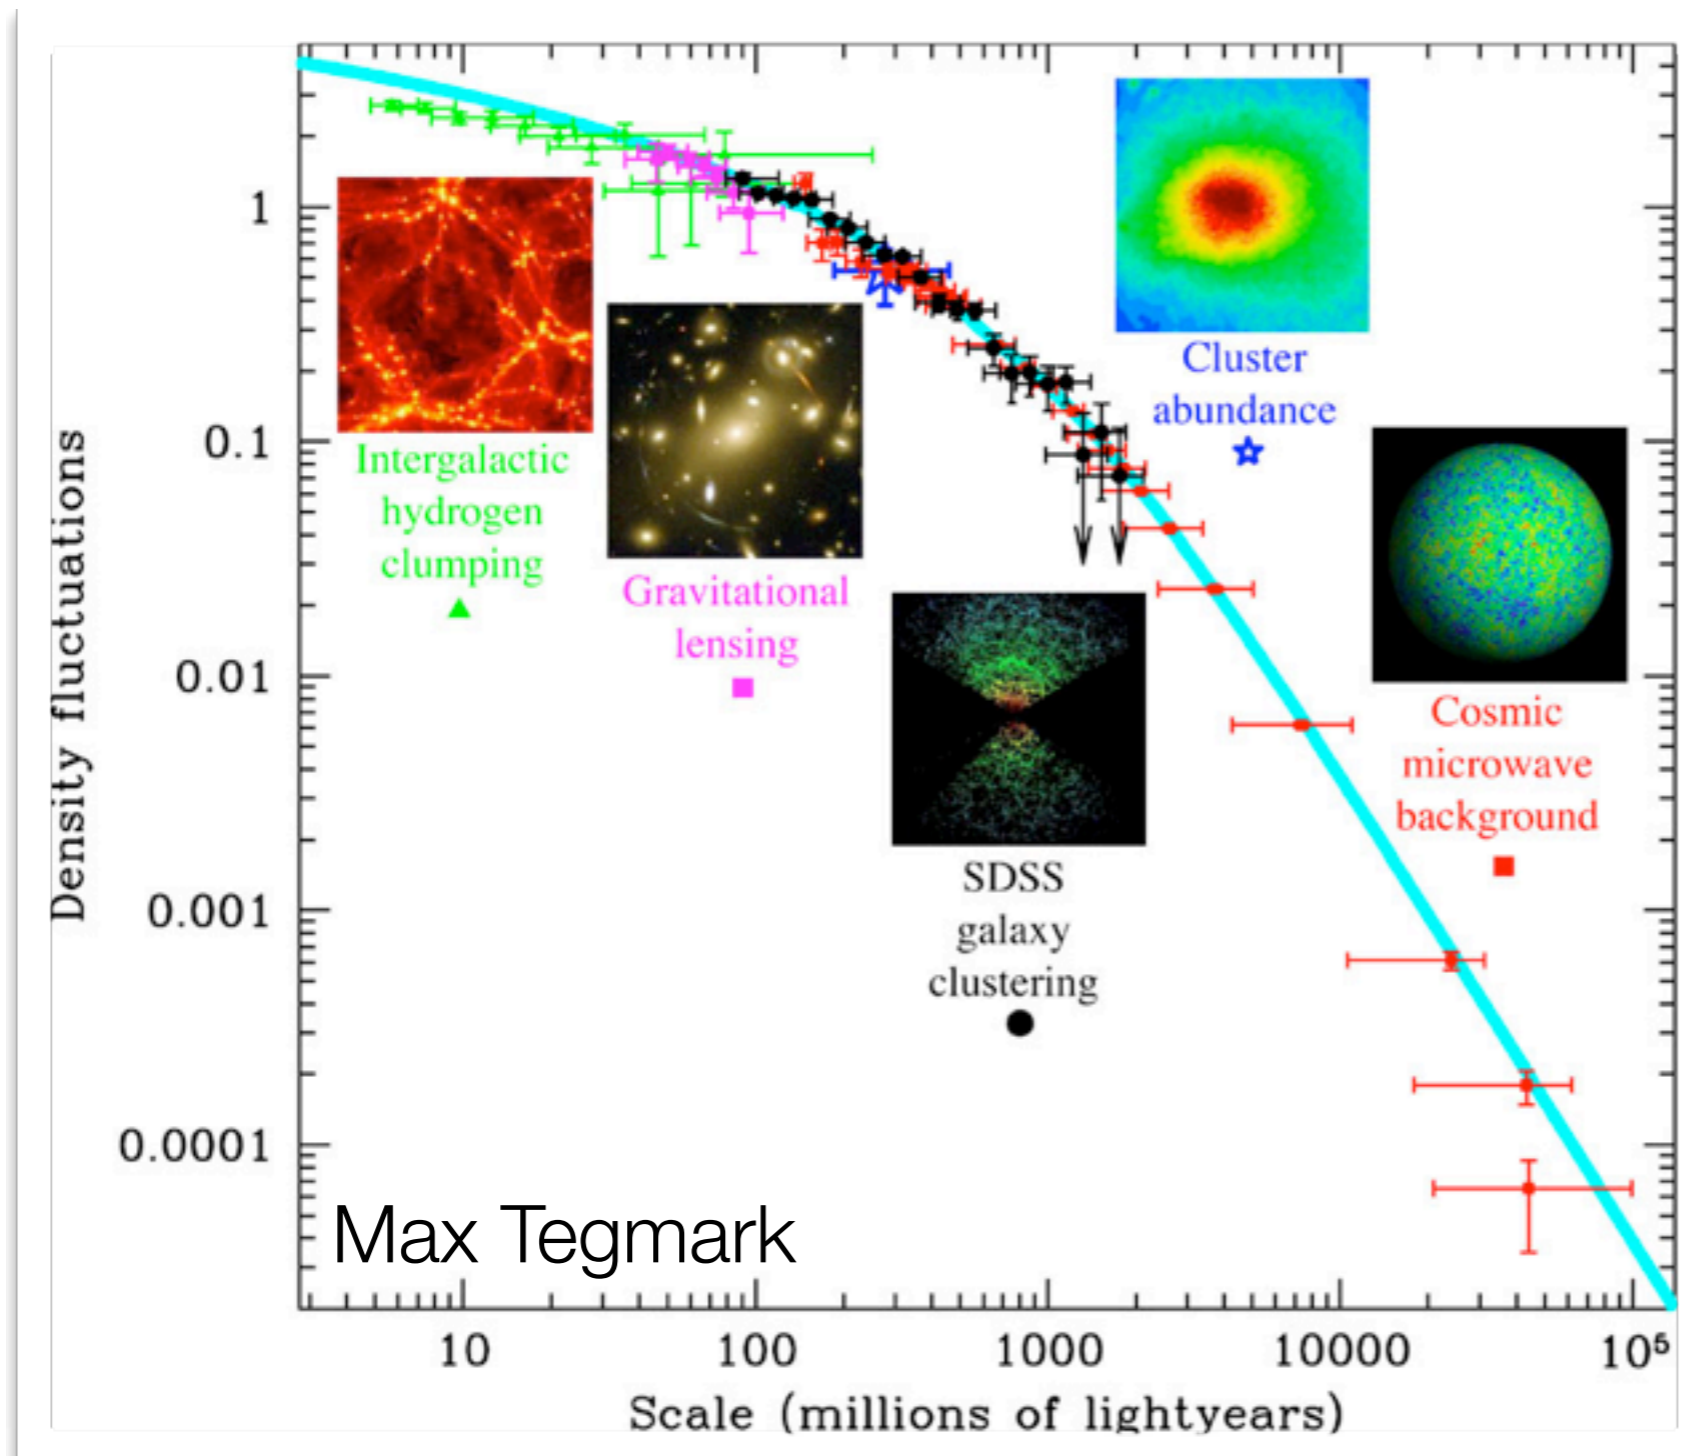 Density fluctuations
1
0.1
0.01
0.001
0.0001
Intergalactic
hydrogen
clumping
Gravitational
lensing
SDSS
galaxy
clustering
Cluster
abundance
Cosmic
microwave
background
Max Tegmark
10 100 1000 10000 10⁵
Scale (millions of lightyears)